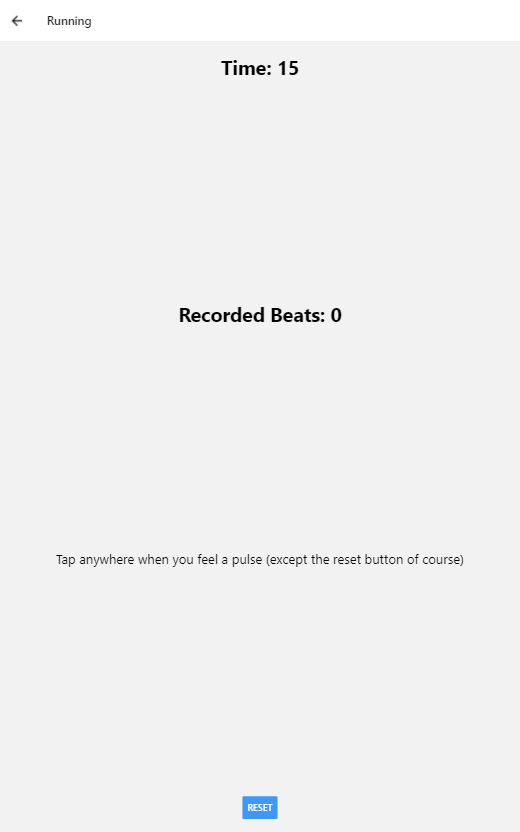 Running
Time: 15
Recorded Beats: 0
Tap anywhere when you feel a pulse (except the reset button of course)
RESET